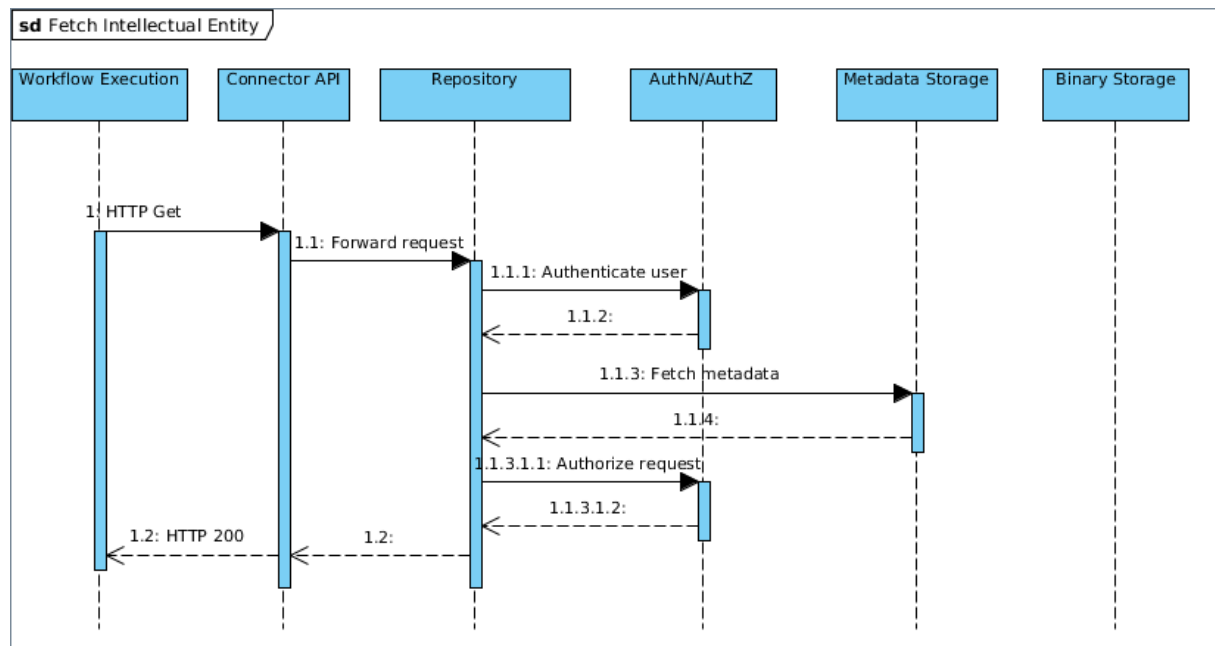 sd Fetch Intellectual Entity
Workflow Execution
Connector API
Repository
AuthN/AuthZ
Metadata Storage
Binary Storage
1: HTTP Get
1.1: Forward request
1.1.1: Authenticate user
1.1.2:
1.1.3: Fetch metadata
1.1.4:
1.1.3.1.1: Authorize request
1.1.3.1.2:
1.2: HTTP 200
1.2: